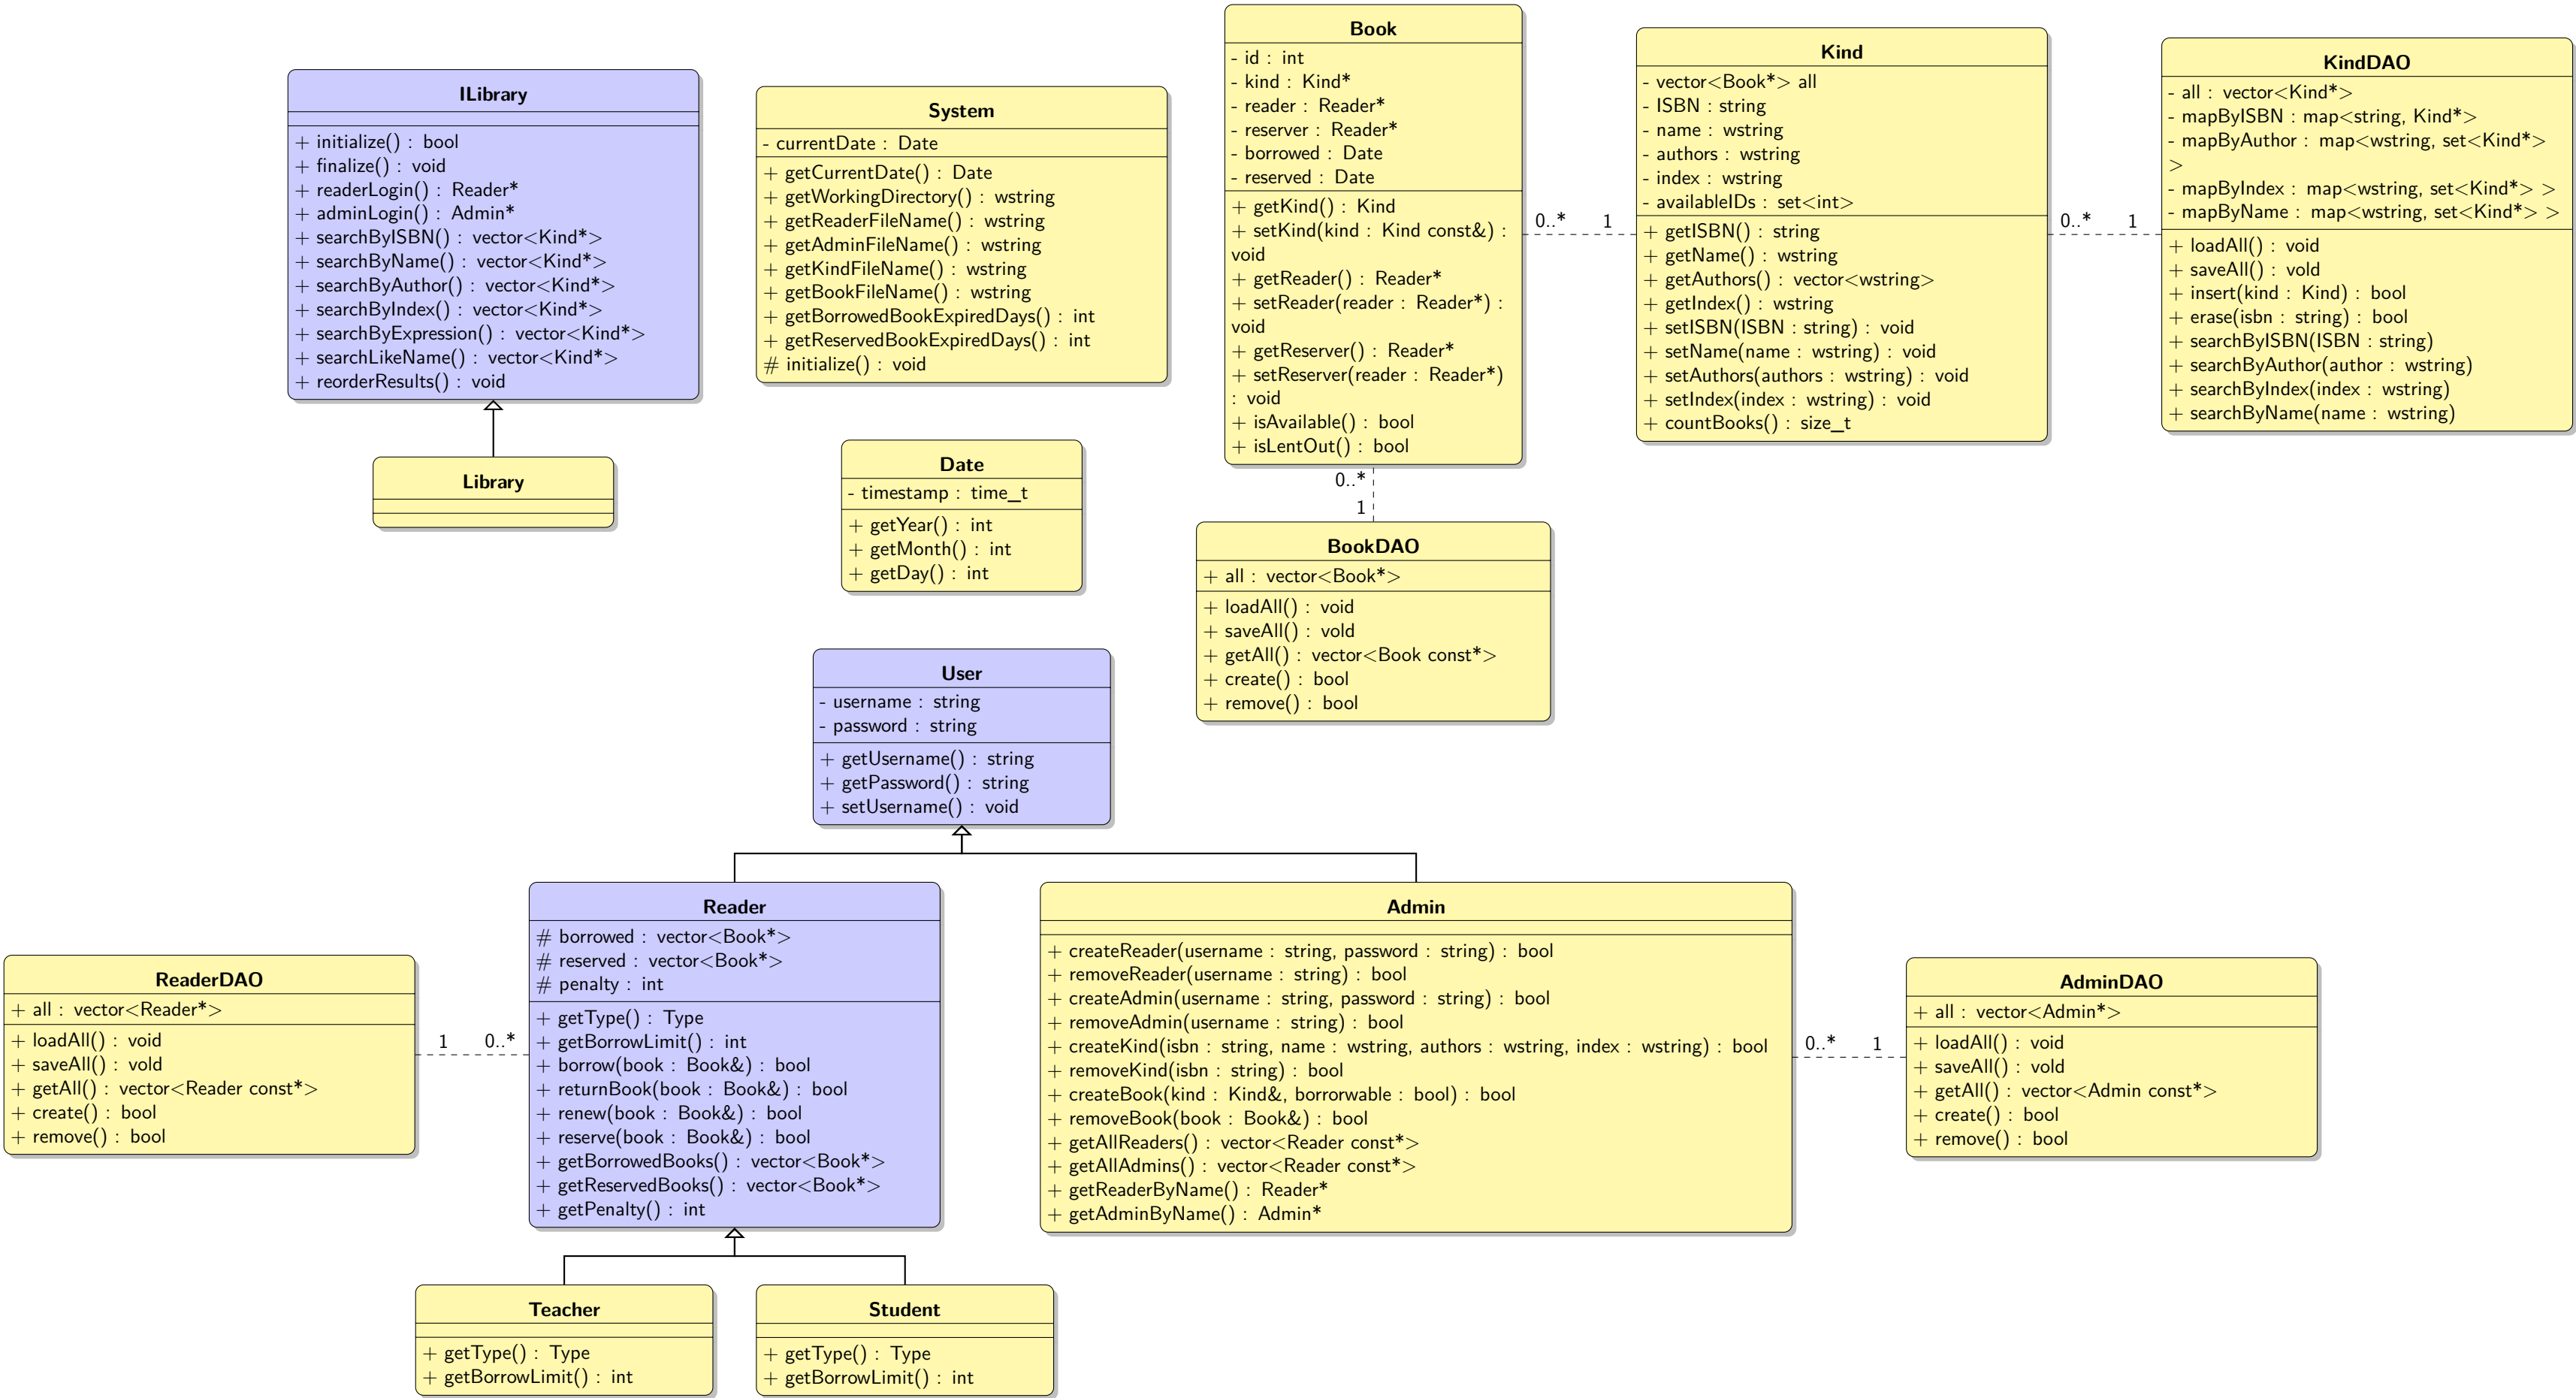 ILibrary
+ initialize() : bool
+ finalize() : void
+ readerLogin() : Reader*
+ adminLogin() : Admin*
+ searchByISBN() : vector<Kind*>
+ searchByName() : vector<Kind*>
+ searchByAuthor() : vector<Kind*>
+ searchByIndex() : vector<Kind*>
+ searchByExpression() : vector<Kind*>
+ searchLikeName() : vector<Kind*>
+ reorderResults() : void
Library
System
- currentDate : Date
+ getCurrentDate() : Date
+ getWorkingDirectory() : wstring
+ getReaderFileName() : wstring
+ getAdminFileName() : wstring
+ getKindFileName() : wstring
+ getBookFileName() : wstring
+ getBorrowedBookExpiredDays() : int
+ getReservedBookExpiredDays() : int
# initialize() : void
Date
- timestamp : time_t
+ getYear() : int
+ getMonth() : int
+ getDay() : int
Book
- id : int
- kind : Kind*
- reader : Reader*
- reserver : Reader*
- borrowed : Date
- reserved : Date
+ getKind() : Kind
+ setKind(kind : Kind const&) :
void
+ getReader() : Reader*
+ setReader(reader : Reader*) :
void
+ getReserver() : Reader*
+ setReserver(reader : Reader*)
: void
+ isAvailable() : bool
+ isLentOut() : bool
0..* 1
Kind
- vector<Book*> all
- ISBN : string
- name : wstring
- authors : wstring
- index : wstring
- availableIDs : set<int>
+ getISBN() : string
+ getName() : wstring
+ getAuthors() : vector<wstring>
+ getIndex() : wstring
+ setISBN(ISBN : string) : void
+ setName(name : wstring) : void
+ setAuthors(authors : wstring) : void
+ setIndex(index : wstring) : void
+ countBooks() : size_t
0..* 1
KindDAO
- all : vector<Kind*>
- mapByISBN : map<string, Kind*>
- mapByAuthor : map<wstring, set<Kind*>
>
- mapByIndex : map<wstring, set<Kind*> >
- mapByName : map<wstring, set<Kind*> >
+ loadAll() : void
+ saveAll() : vold
+ insert(kind : Kind) : bool
+ erase(isbn : string) : bool
+ searchByISBN(ISBN : string)
+ searchByAuthor(author : wstring)
+ searchByIndex(index : wstring)
+ searchByName(name : wstring)
0..*
1
BookDAO
+ all : vector<Book*>
+ loadAll() : void
+ saveAll() : vold
+ getAll() : vector<Book const*>
+ create() : bool
+ remove() : bool
User
- username : string
- password : string
+ getUsername() : string
+ getPassword() : string
+ setUsername() : void
ReaderDAO
+ all : vector<Reader*>
+ loadAll() : void
+ saveAll() : vold
+ getAll() : vector<Reader const*>
+ create() : bool
+ remove() : bool
1 0..*
Reader
# borrowed : vector<Book*>
# reserved : vector<Book*>
# penalty : int
+ getType() : Type
+ getBorrowLimit() : int
+ borrow(book : Book&) : bool
+ returnBook(book : Book&) : bool
+ renew(book : Book&) : bool
+ reserve(book : Book&) : bool
+ getBorrowedBooks() : vector<Book*>
+ getReservedBooks() : vector<Book*>
+ getPenalty() : int
Admin
+ createReader(username : string, password : string) : bool
+ removeReader(username : string) : bool
+ createAdmin(username : string, password : string) : bool
+ removeAdmin(username : string) : bool
+ createKind(isbn : string, name : wstring, authors : wstring, index : wstring) : bool
+ removeKind(isbn : string) : bool
+ createBook(kind : Kind&, borrorwable : bool) : bool
+ removeBook(book : Book&) : bool
+ getAllReaders() : vector<Reader const*>
+ getAllAdmins() : vector<Reader const*>
+ getReaderByName() : Reader*
+ getAdminByName() : Admin*
0..* 1
AdminDAO
+ all : vector<Admin*>
+ loadAll() : void
+ saveAll() : vold
+ getAll() : vector<Admin const*>
+ create() : bool
+ remove() : bool
Teacher
+ getType() : Type
+ getBorrowLimit() : int
Student
+ getType() : Type
+ getBorrowLimit() : int